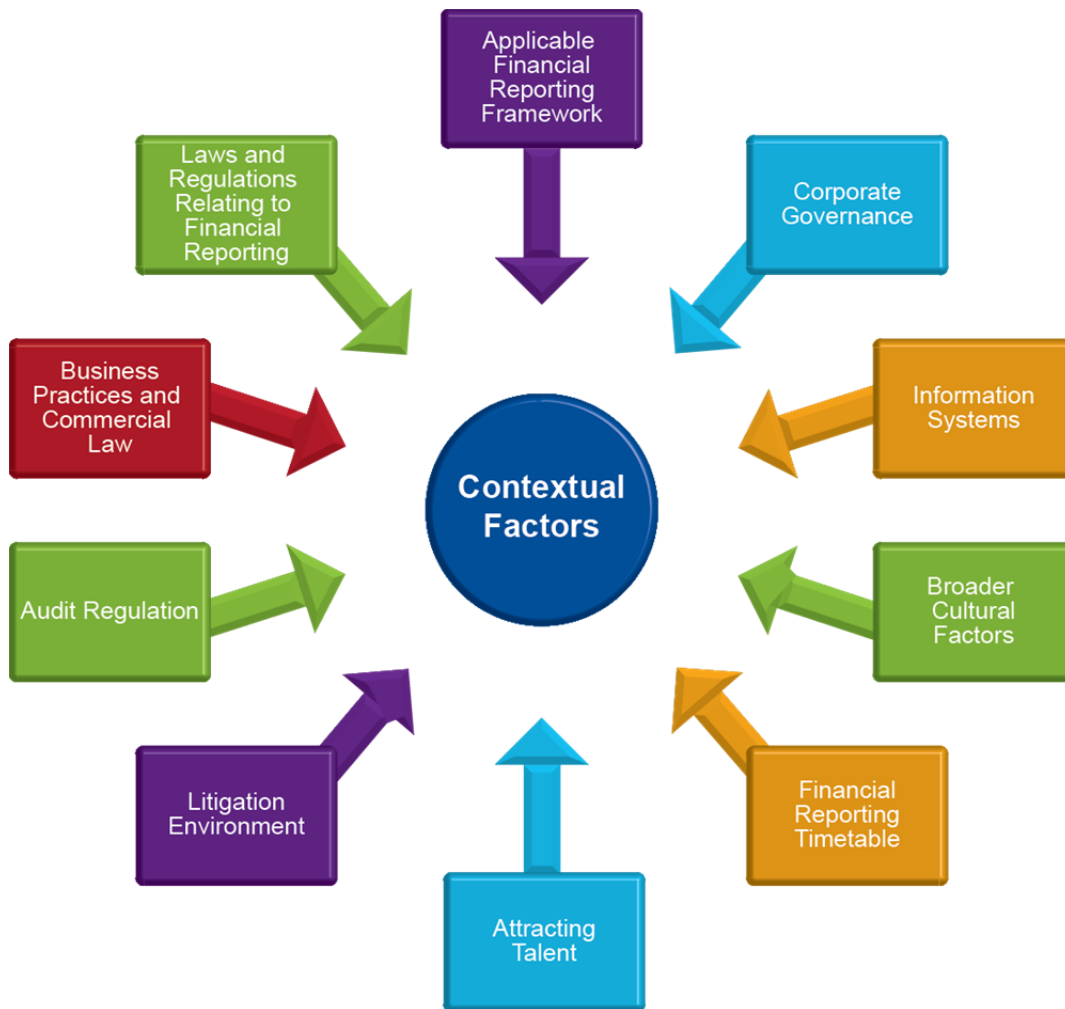 Applicable
Financial
Reporting
Framework
Corporate
Governance
Information
Systems
Broader
Cultural
Factors
Financial
Reporting
Timetable
Attracting
Talent
Litigation
Environment
Audit Regulation
Business
Practices and
Commercial
Law
Laws and
Regulations
Relating to
Financial
Reporting
Contextual
Factors